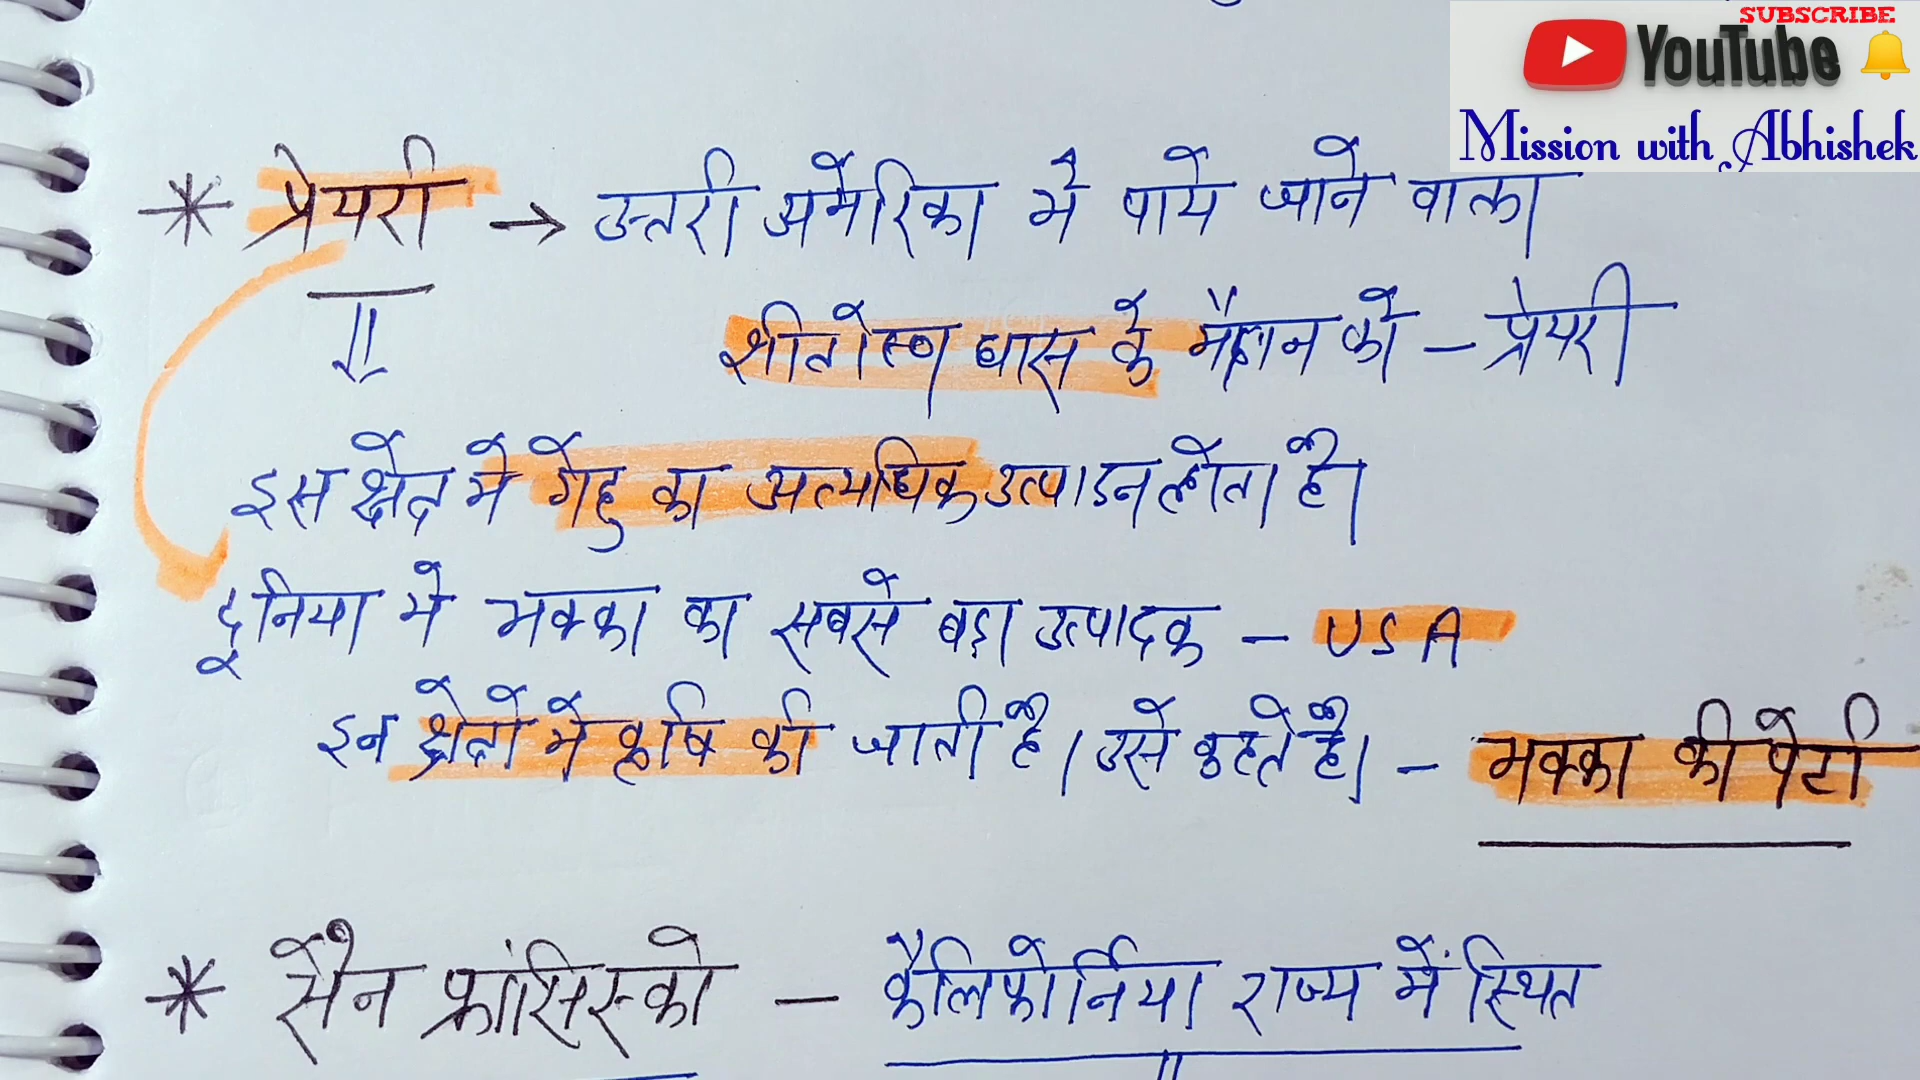 SUBSCRIBE
YouTube
Mission with Abhishek
* प्रेयरी → उत्तरी अमेरिका में पाये जाने वाला
शीतोष्ण घास के मैदान को - प्रेयरी
इस क्षेत्र मे गेहु का अत्यधिक उत्पादन होता है।
दूनिया मे मक्का का सबसे बड़ा उत्पादक - USA
इन क्षेत्रो मे कृषि की जाती है। उसे कहते है। - मक्का की पेटी
* सैन फ्रांसिस्को - कैलिफोर्निया राज्य में स्थित